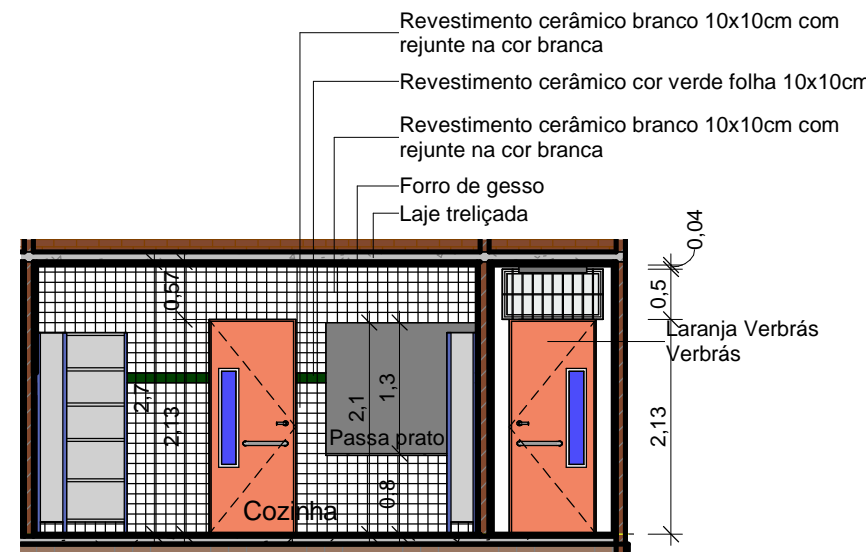 Revestimento cerâmico branco 10x10cm com
rejunte na cor branca
Revestimento cerâmico cor verde folha 10x10cm
Revestimento cerâmico branco 10x10cm com
rejunte na cor branca
Forro de gesso
Laje treliçada
0,04
0,57
0,5
Laranja Verbrás
Verbrás
2,7
2,13
2,1
1,3
2,13
Passa prato
0,8
Cozinha